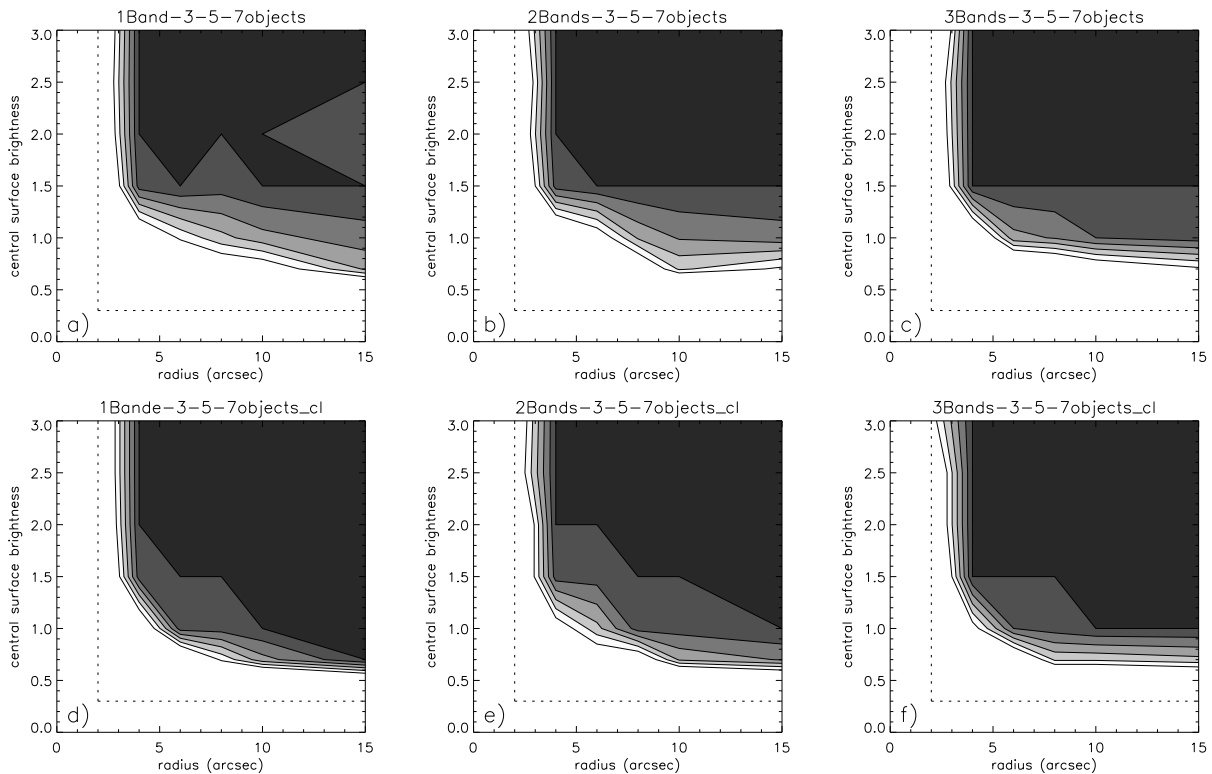 1Band-3-5-7objects
2Bands-3-5-7objects
3Bands-3-5-7objects
central surface brightness
3.0
2.5
2.0
1.5
1.0
0.5
0.0
a)
0 5 10 15
radius (arcsec)
central surface brightness
3.0
2.5
2.0
1.5
1.0
0.5
0.0
b)
0 5 10 15
radius (arcsec)
central surface brightness
3.0
2.5
2.0
1.5
1.0
0.5
0.0
c)
0 5 10 15
radius (arcsec)
1Bande-3-5-7objects_cl
2Bands-3-5-7objects_cl
3Bands-3-5-7objects_cl
central surface brightness
3.0
2.5
2.0
1.5
1.0
0.5
0.0
d)
0 5 10 15
radius (arcsec)
central surface brightness
3.0
2.5
2.0
1.5
1.0
0.5
0.0
e)
0 5 10 15
radius (arcsec)
central surface brightness
3.0
2.5
2.0
1.5
1.0
0.5
0.0
f)
0 5 10 15
radius (arcsec)